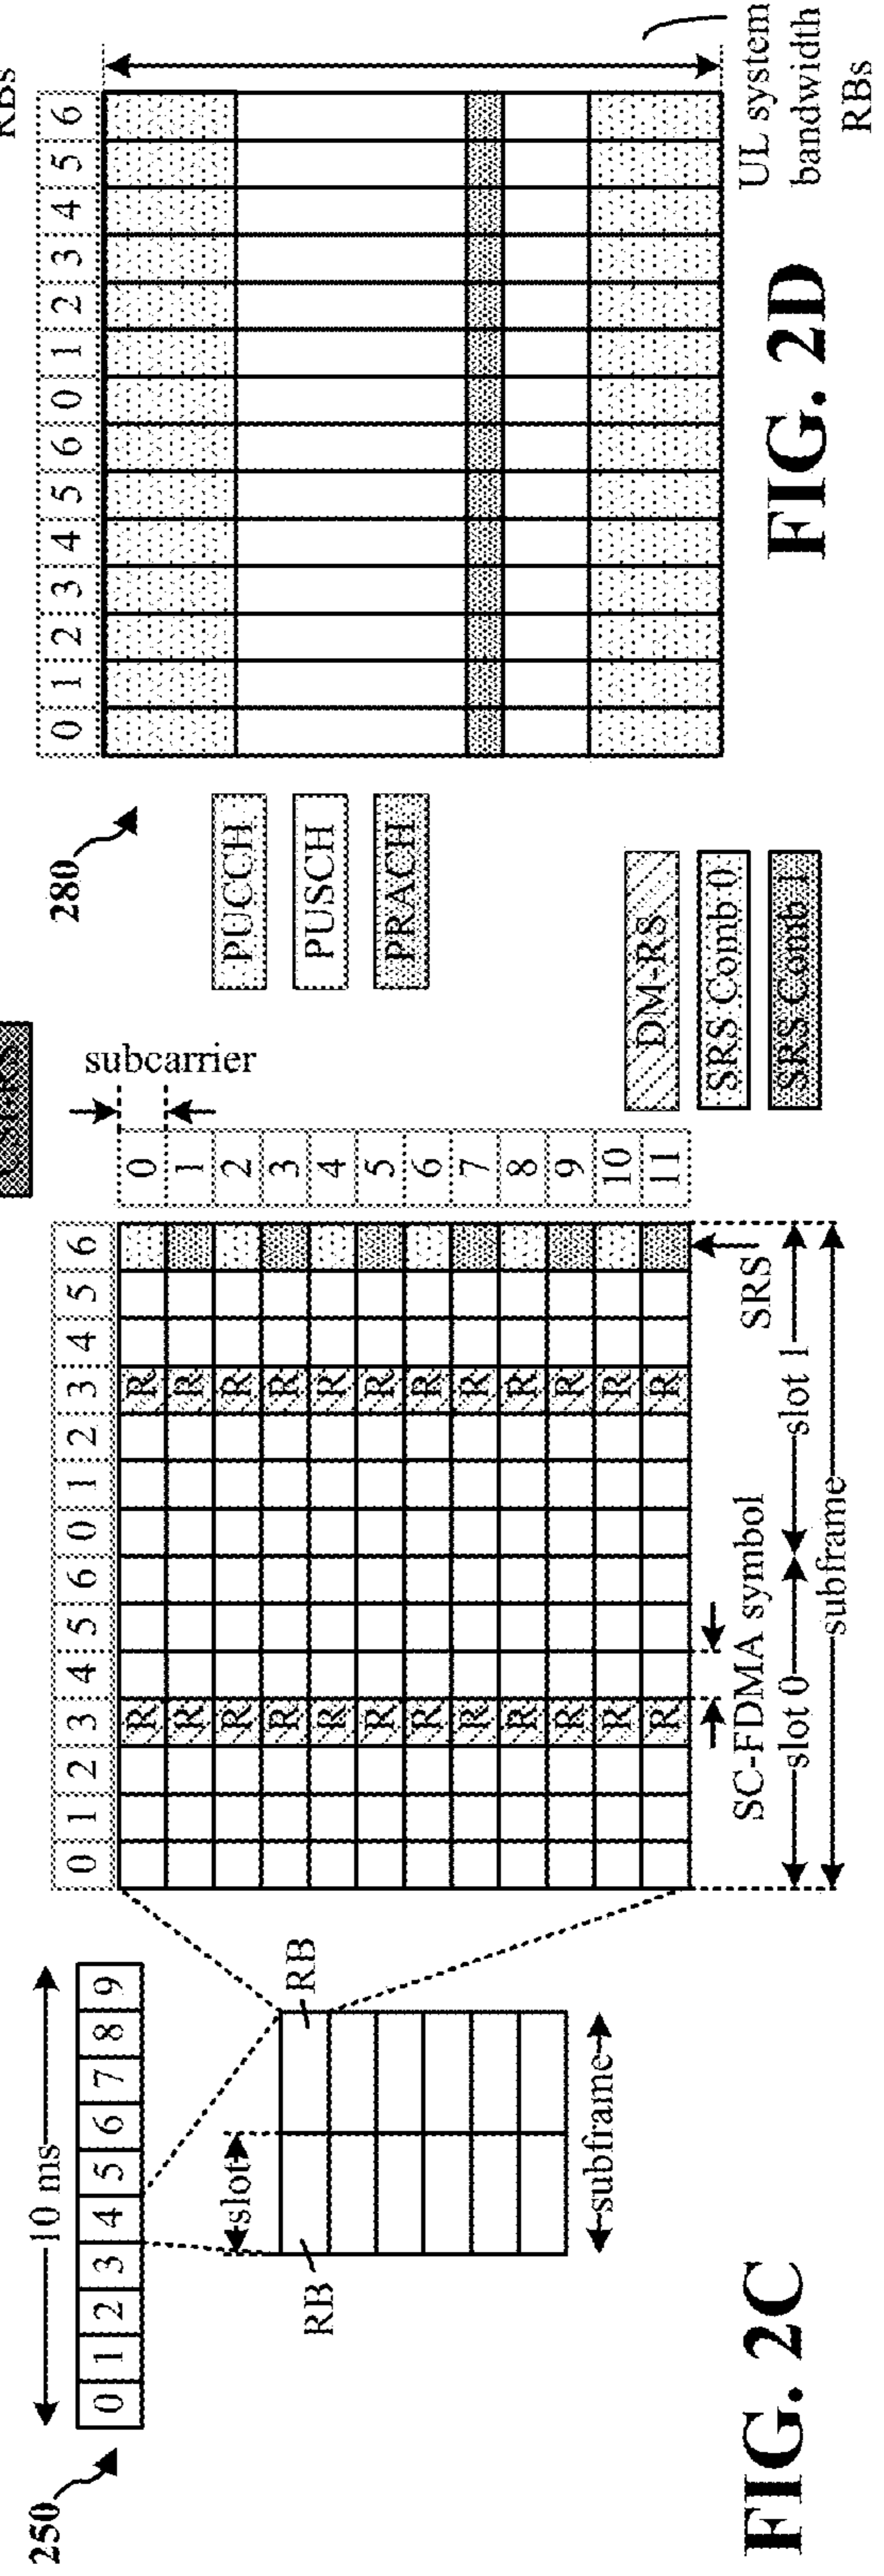 250
10 ms
0 1 2 3 4 5 6 7 8 9
slot
RB
RB
subframe
FIG. 2C
0 1 2 3 4 5 6 0 1 2 3 4 5 6
R R
R R
R R
R R
R R
R R
R R
R R
R R
R R
R R
R R
subcarrier
0
1
2
3
4
5
6
7
8
9
10
11
SC-FDMA symbol
SRS
slot 0
slot 1
subframe
DM-RS
SRS Comb 0
SRS Comb 1
280
PUCCH
PUSCH
PRACH
0 1 2 3 4 5 6 0 1 2 3 4 5 6
UL system
bandwidth
RBs
FIG. 2D
RBs